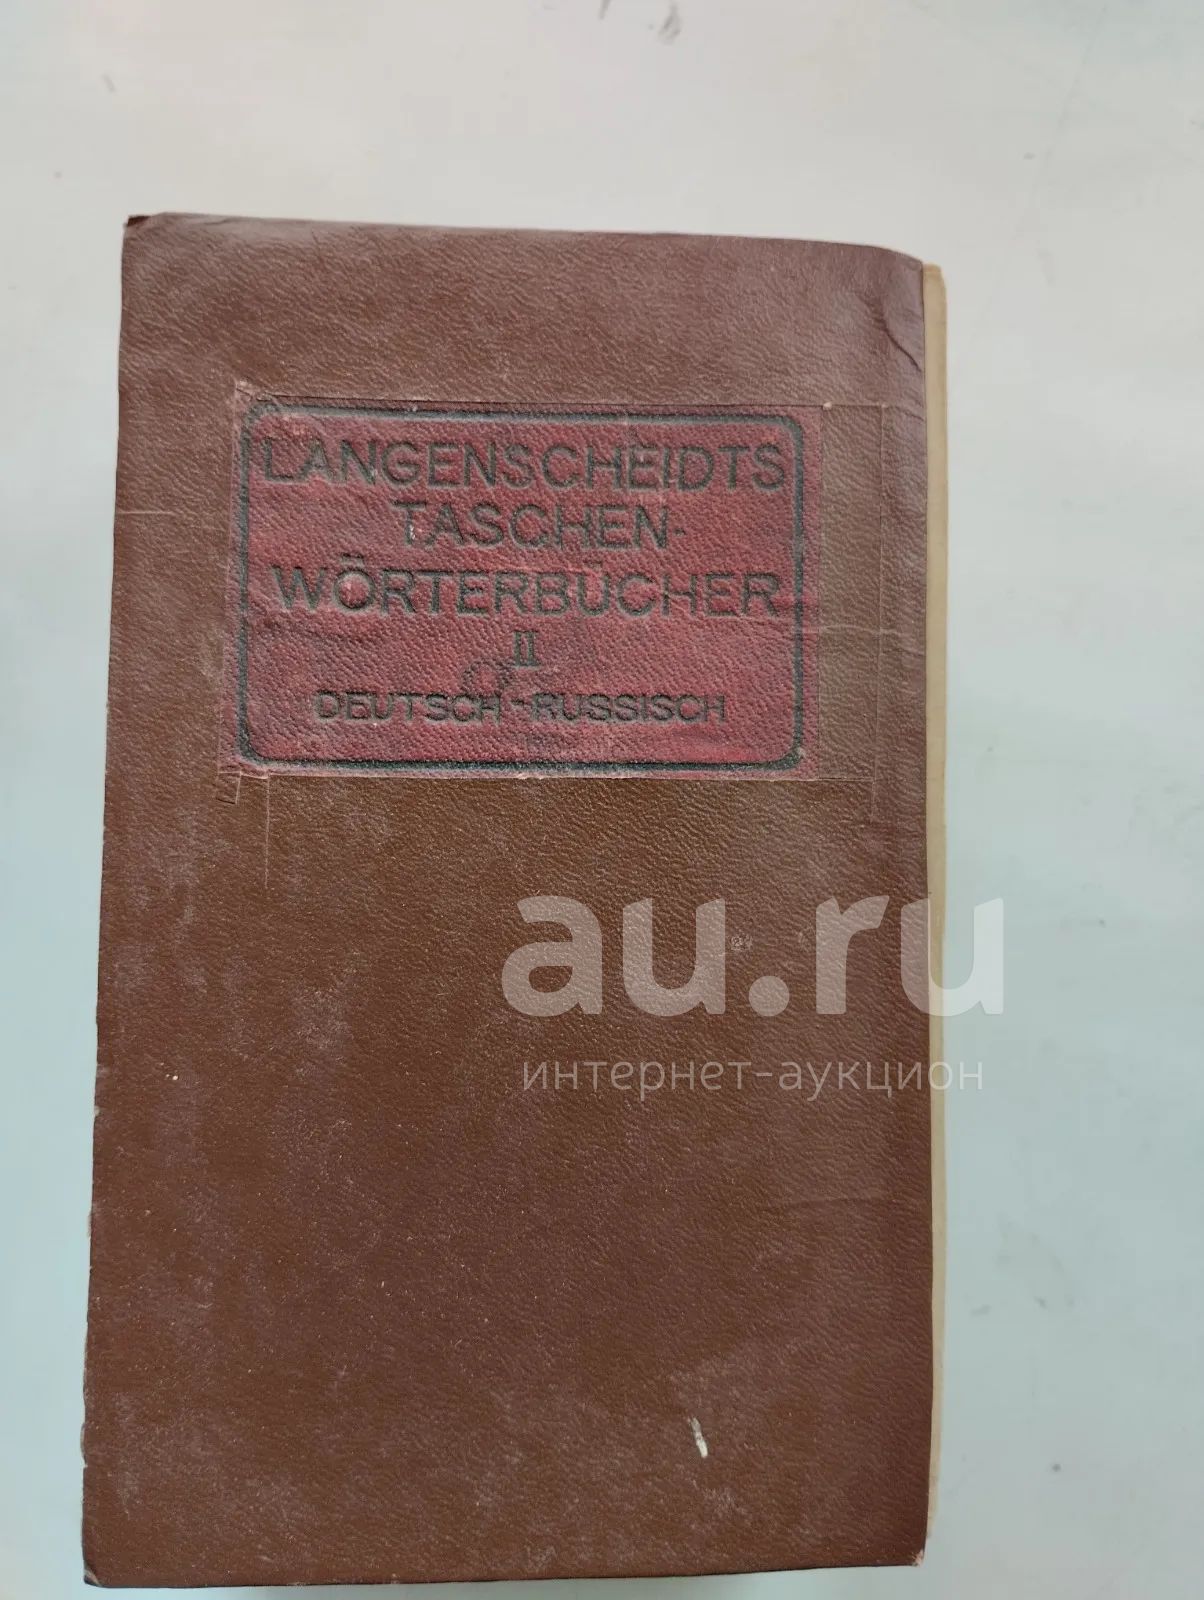 LANGENSCHEIDTS
TASCHEN-
WÖRTERBÜCHER
II
DEUTSCH-RUSSISCH
au.ru
интернет-аукцион